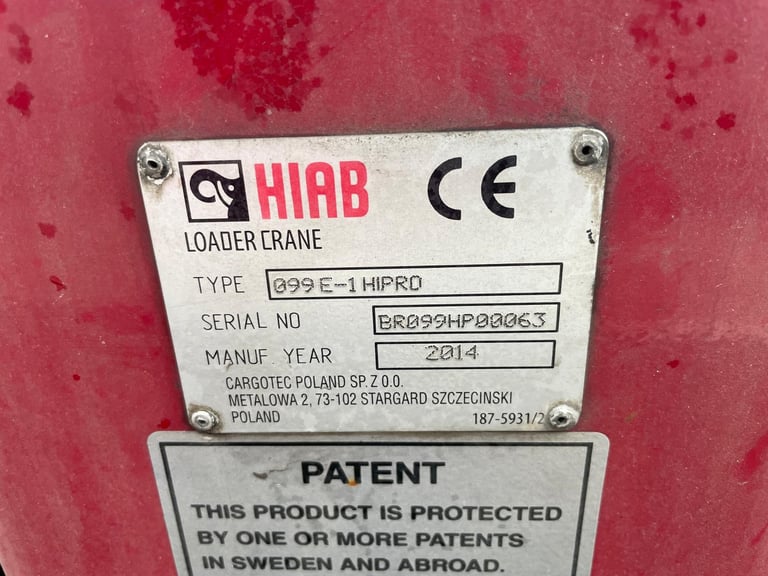 HIAB CE
LOADER CRANE
TYPE 099 E-1 HIPRO
SERIAL NO BR099HP00063
MANUF. YEAR 2014
CARGOTEC POLAND SP. Z O.O.
METALOWA 2, 73-102 STARGARD SZCZECINSKI
POLAND 187-5931/2
PATENT
THIS PRODUCT IS PROTECTED
BY ONE OR MORE PATENTS
IN SWEDEN AND ABROAD.